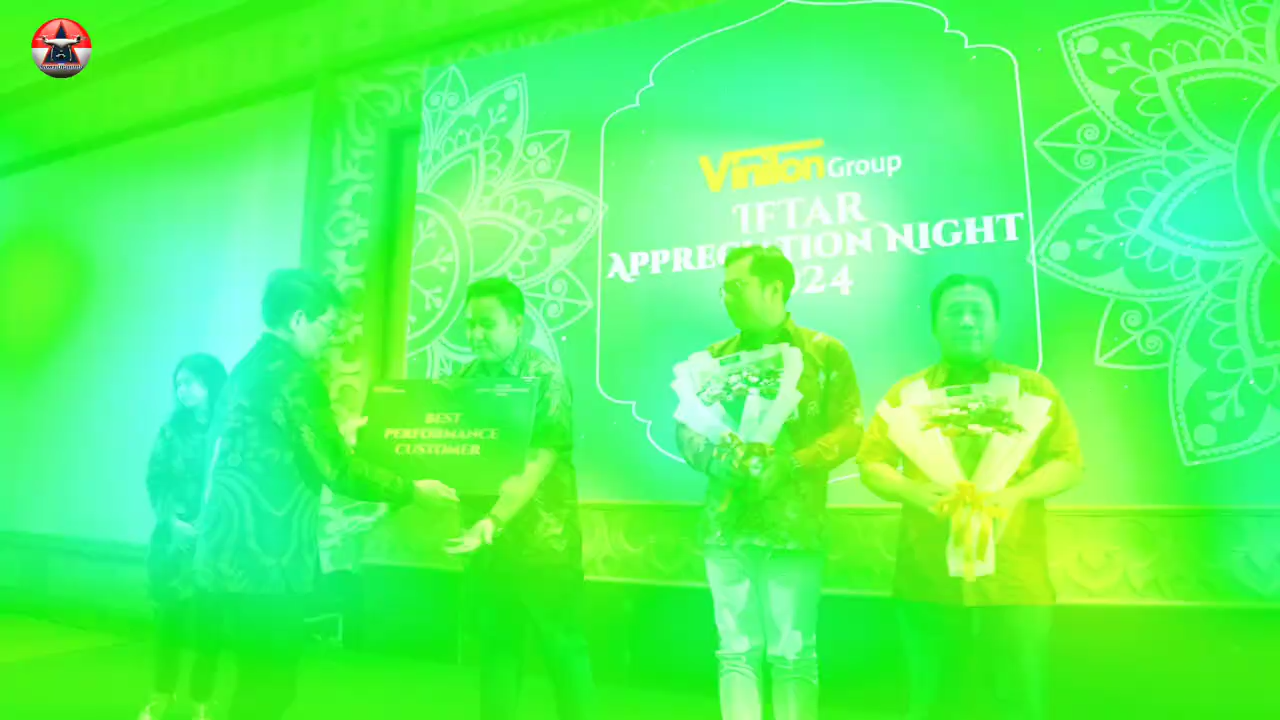 VinTon Group
IFTAR
APPRECIATION NIGHT
2024
BEST
PERFORMANCE
CUSTOMER